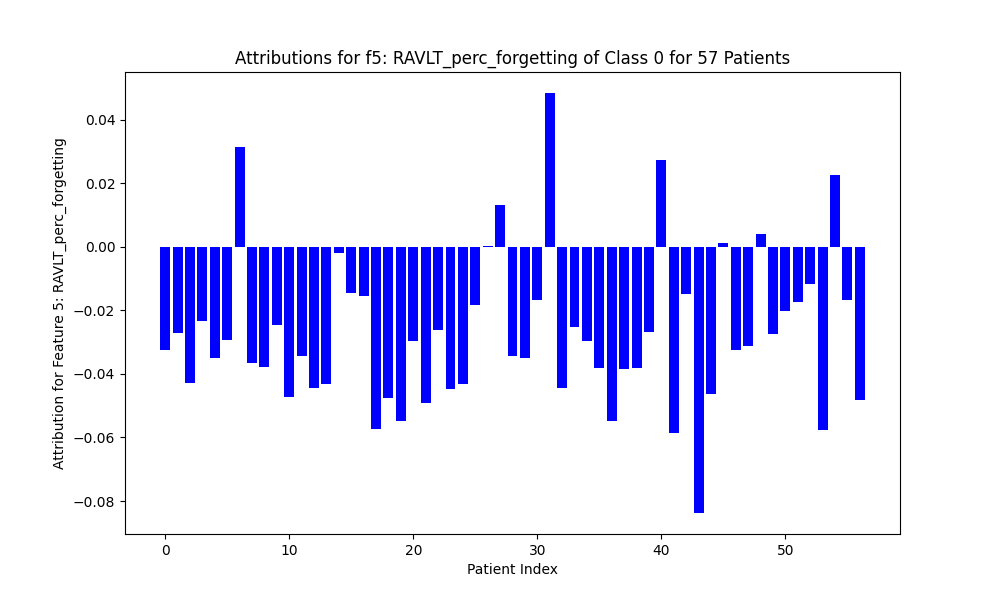 Attributions for f5: RAVLT_perc_forgetting of Class 0 for 57 Patients
Attribution for Feature 5: RAVLT_perc_forgetting
0.04
0.02
0.00
−0.02
−0.04
−0.06
−0.08
0 10 20 30 40 50
Patient Index